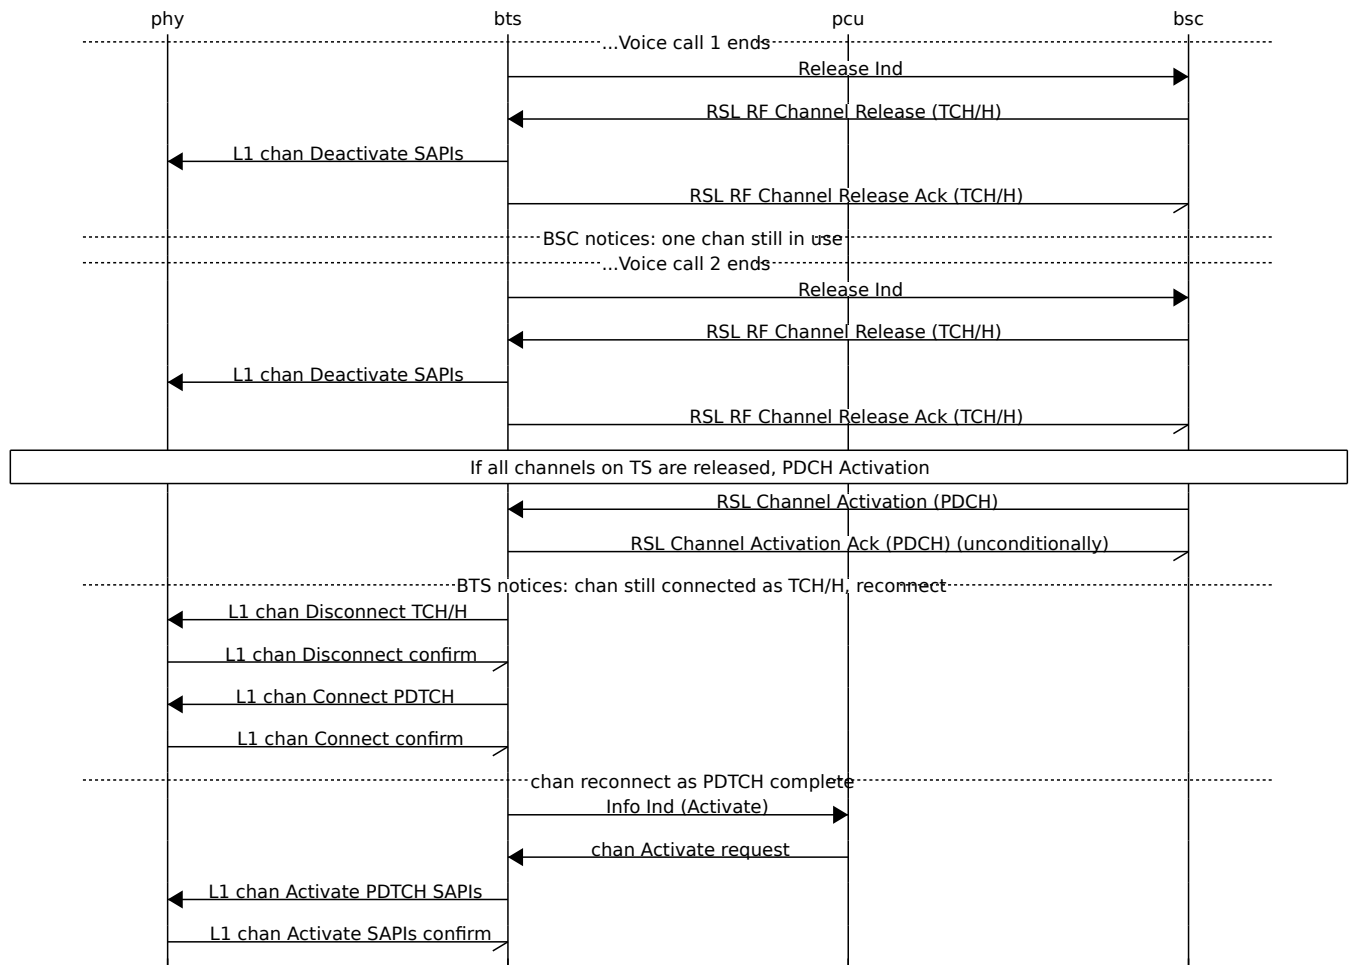 phy bts pcu bsc
...Voice call 1 ends
Release Ind
RSL RF Channel Release (TCH/H)
L1 chan Deactivate SAPIs
RSL RF Channel Release Ack (TCH/H)
BSC notices: one chan still in use
...Voice call 2 ends
Release Ind
RSL RF Channel Release (TCH/H)
L1 chan Deactivate SAPIs
RSL RF Channel Release Ack (TCH/H)
If all channels on TS are released, PDCH Activation
RSL Channel Activation (PDCH)
RSL Channel Activation Ack (PDCH) (unconditionally)
BTS notices: chan still connected as TCH/H, reconnect
L1 chan Disconnect TCH/H
L1 chan Disconnect confirm
L1 chan Connect PDTCH
L1 chan Connect confirm
chan reconnect as PDTCH complete
Info Ind (Activate)
chan Activate request
L1 chan Activate PDTCH SAPIs
L1 chan Activate SAPIs confirm